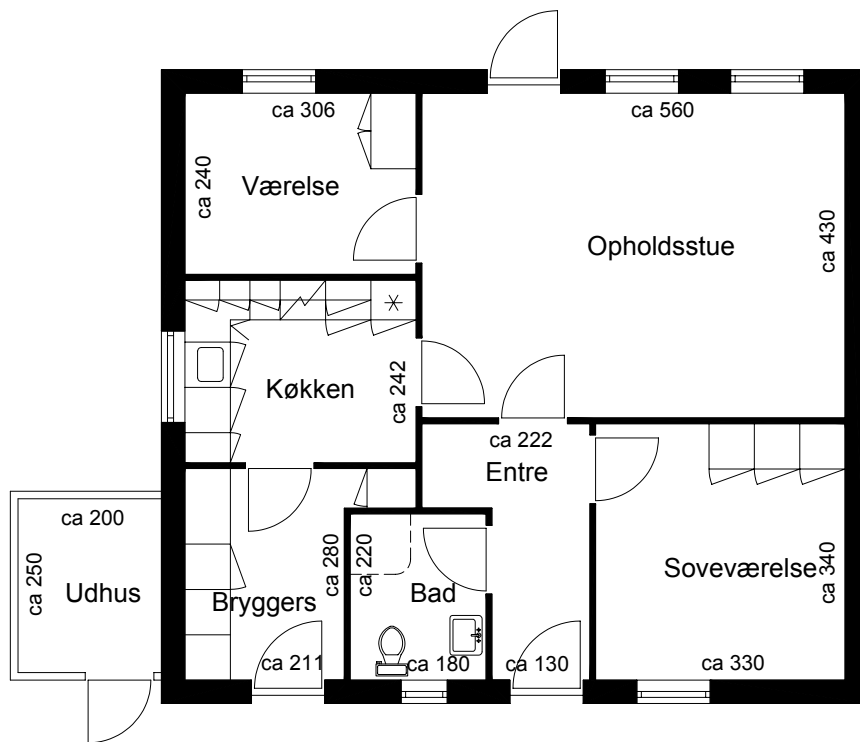 ca 306
ca 560
ca 240
Værelse
ca 430
Opholdsstue
Køkken
ca 242
ca 222
Entre
ca 200
ca 250
Udhus
ca 280
ca 220
Bryggers
Bad
Soveværelse
ca 340
ca 211
ca 180
ca 130
ca 330